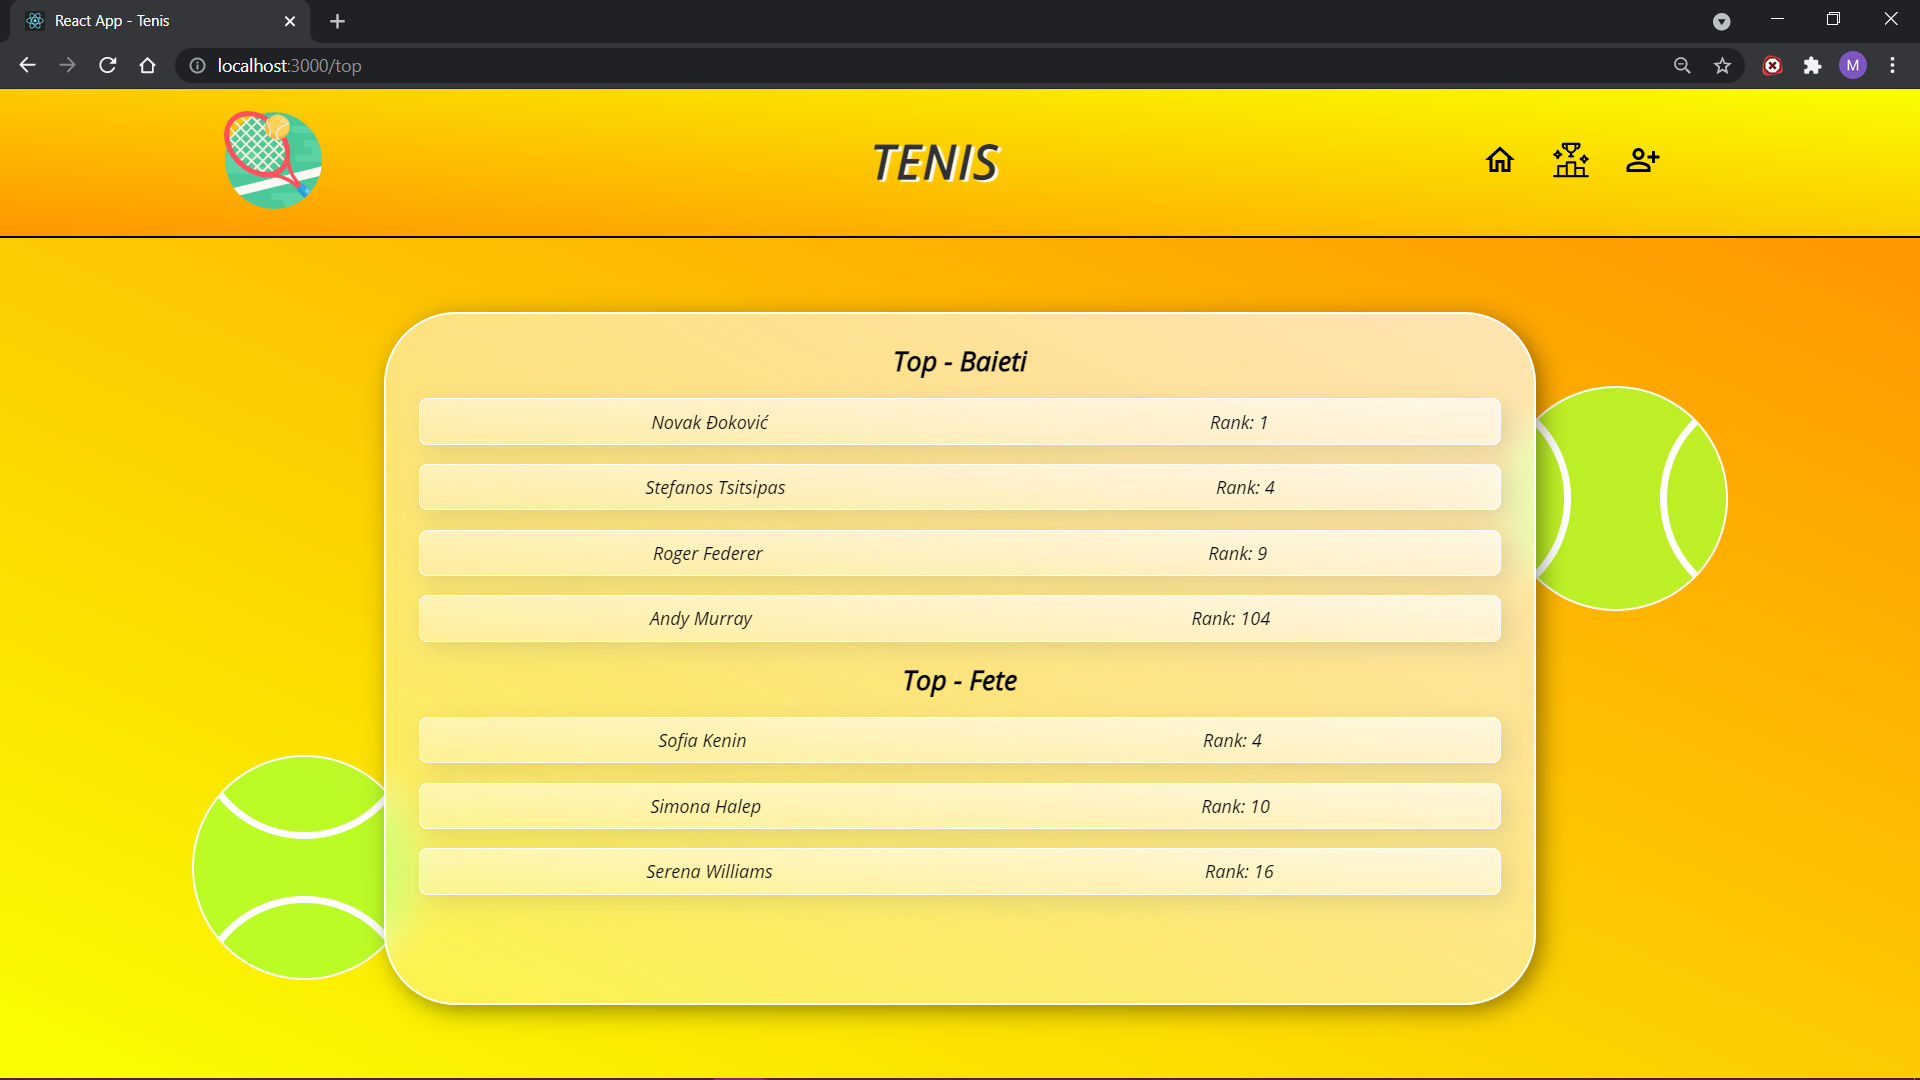 React App - Tenis
localhost:3000/top
M
TENIS
Top - Baieti
Novak Đoković Rank: 1
Stefanos Tsitsipas Rank: 4
Roger Federer Rank: 9
Andy Murray Rank: 104
Top - Fete
Sofia Kenin Rank: 4
Simona Halep Rank: 10
Serena Williams Rank: 16